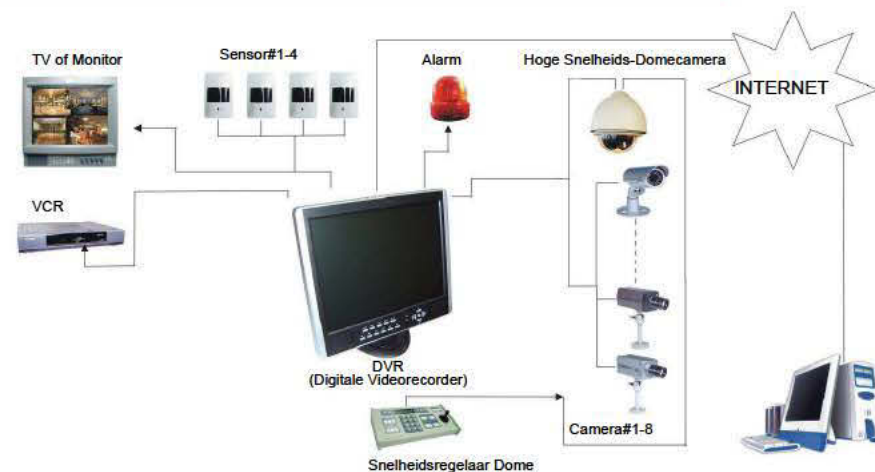 TV of Monitor
Sensor#1-4
Alarm
Hoge Snelheids-Domecamera
INTERNET
VCR
DVR
(Digitale Videorecorder)
Camera#1-8
Snelheidsregelaar Dome